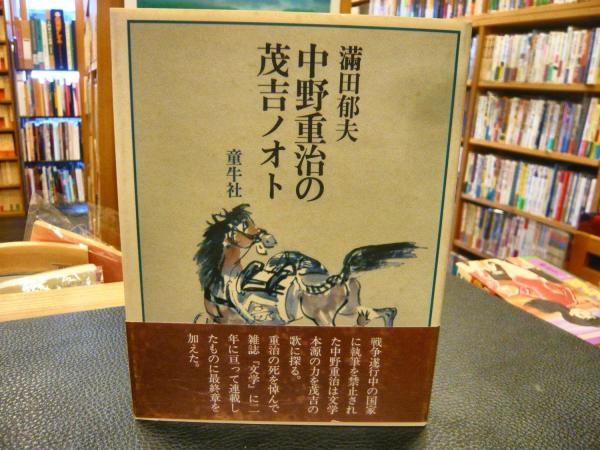 満田郁夫
中野重治の
茂吉ノオト
童牛社
戦争遂行中の国家
に執筆を禁止され
た中野重治は文学
本源の力を茂吉の
歌に探る。
重治の死を悼んで
雑誌『文学』に二
年に亘って連載し
たものに最終章を
加えた。